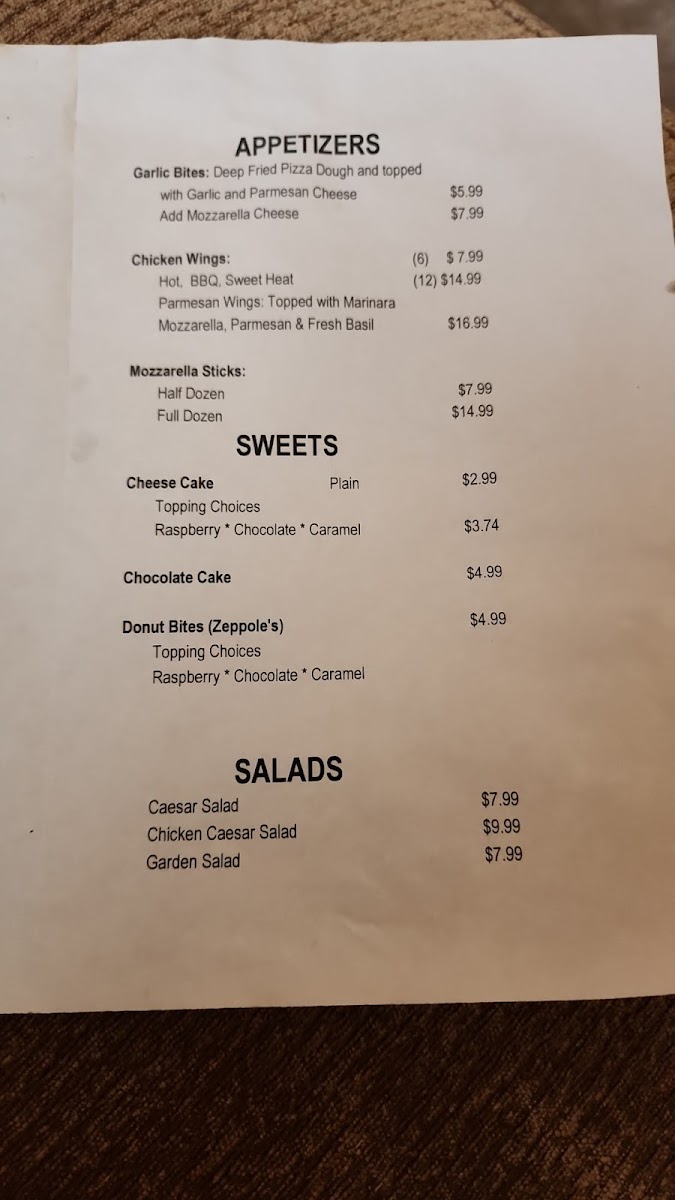 APPETIZERS
Garlic Bites: Deep Fried Pizza Dough and topped
with Garlic and Parmesan Cheese $5.99
Add Mozzarella Cheese $7.99
Chicken Wings: (6) $ 7.99
Hot, BBQ, Sweet Heat (12) $14.99
Parmesan Wings: Topped with Marinara
Mozzarella, Parmesan & Fresh Basil $16.99
Mozzarella Sticks:
Half Dozen $7.99
Full Dozen $14.99
SWEETS
Cheese Cake Plain $2.99
Topping Choices
Raspberry * Chocolate * Caramel $3.74
Chocolate Cake $4.99
Donut Bites (Zeppole's) $4.99
Topping Choices
Raspberry * Chocolate * Caramel
SALADS
Caesar Salad $7.99
Chicken Caesar Salad $9.99
Garden Salad $7.99